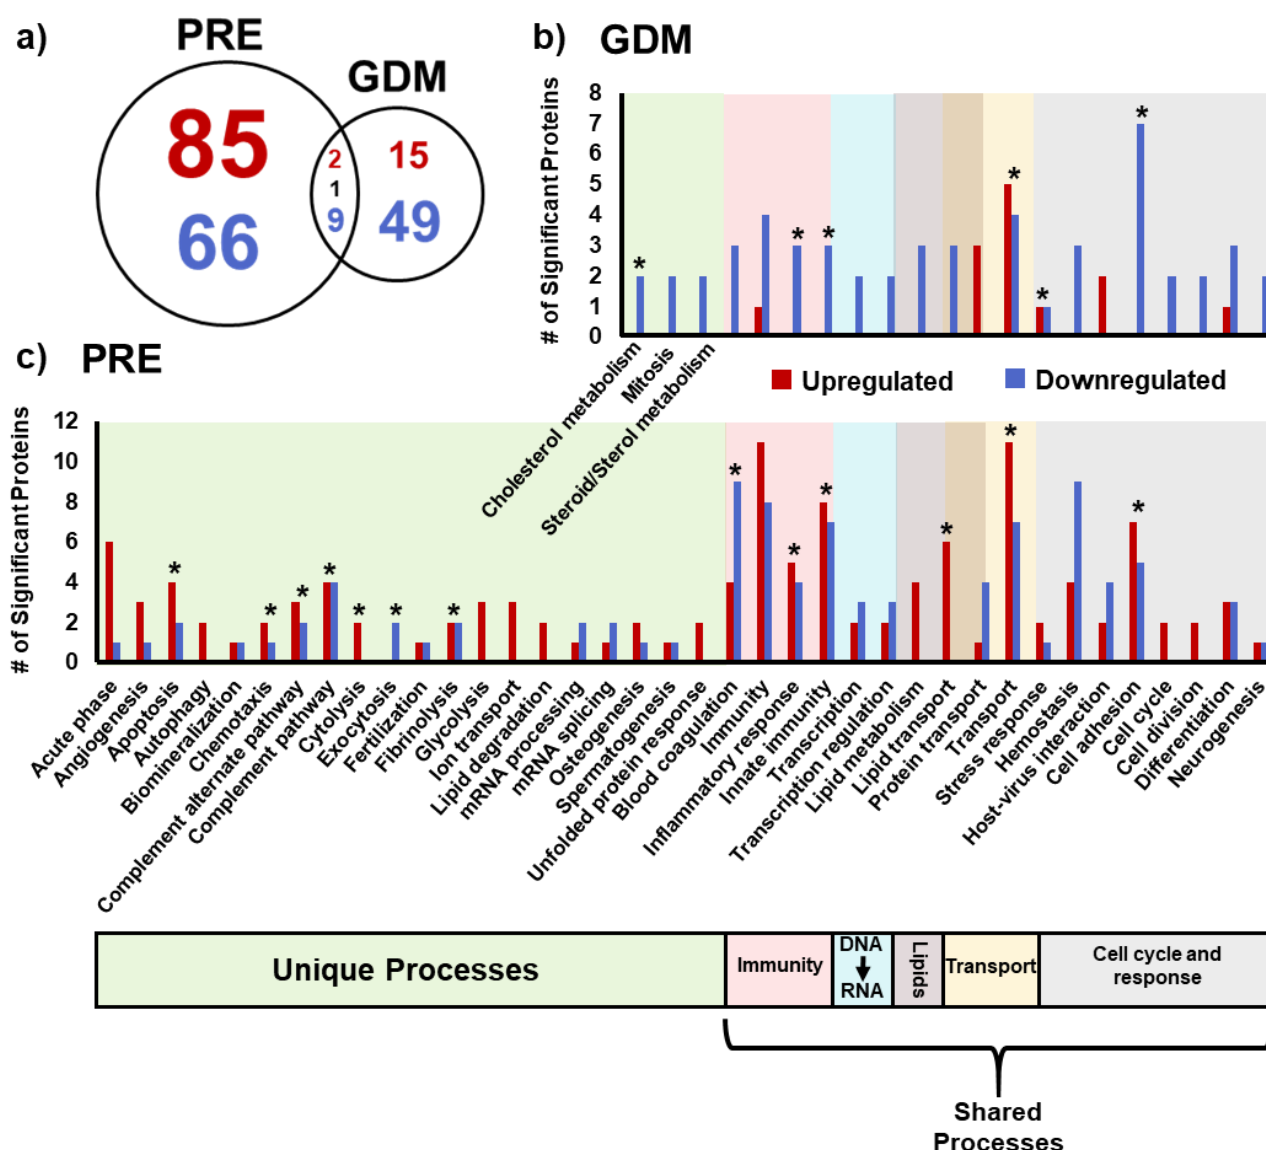 a)
PRE
GDM
85
66
2
1
9
15
49
b) GDM
# of Significant Proteins
8
7
6
5
4
3
2
1
0
* * * * * *
Cholesterol metabolism
Mitosis
Steroid/Sterol metabolism
Upregulated
Downregulated
c) PRE
# of Significant Proteins
12
10
8
6
4
2
0
* * * * * * * * * * * * *
Acute phase
Angiogenesis
Apoptosis
Autophagy
Biomineralization
Chemotaxis
Complement alternate pathway
Complement pathway
Cytolysis
Exocytosis
Fertilization
Fibrinolysis
Glycolysis
Ion transport
Lipid degradation
mRNA processing
mRNA splicing
Osteogenesis
Spermatogenesis
Unfolded protein response
Blood coagulation
Immunity
Inflammatory response
Innate immunity
Transcription
Transcription regulation
Lipid metabolism
Lipid transport
Protein transport
Transport
Stress response
Hemostasis
Host-virus interaction
Cell adhesion
Cell cycle
Cell division
Differentiation
Neurogenesis
Unique Processes
Immunity
DNA
RNA
Lipids
Transport
Cell cycle and
response
Shared
Processes